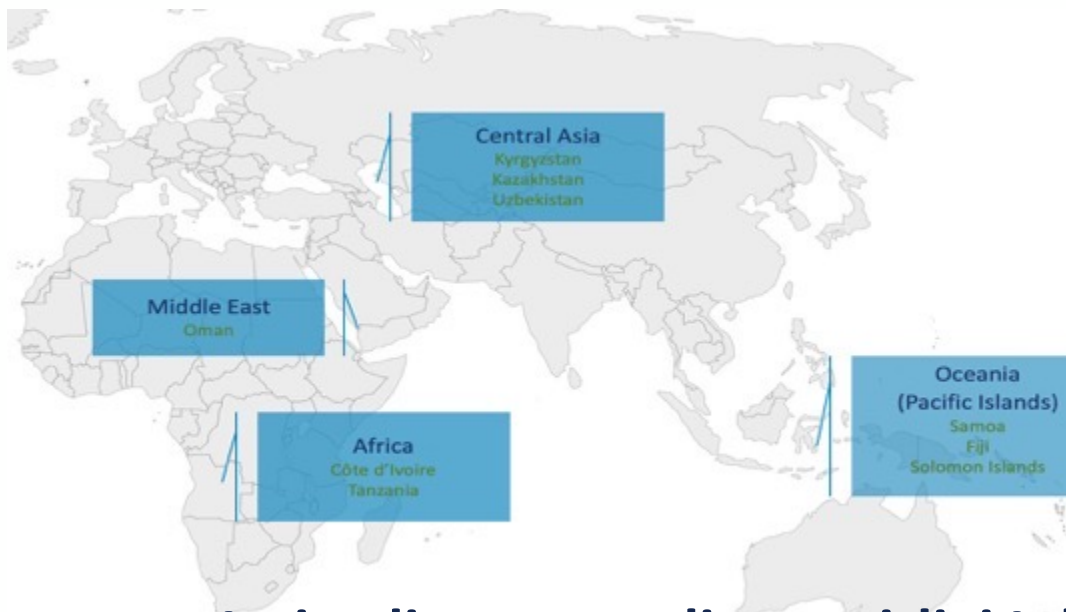 Central Asia
Kyrgyzstan
Kazakhstan
Uzbekistan
Middle East
Oman
Africa
Côte d'Ivoire
Tanzania
Oceania
(Pacific Islands)
Samoa
Fiji
Solomon Islands